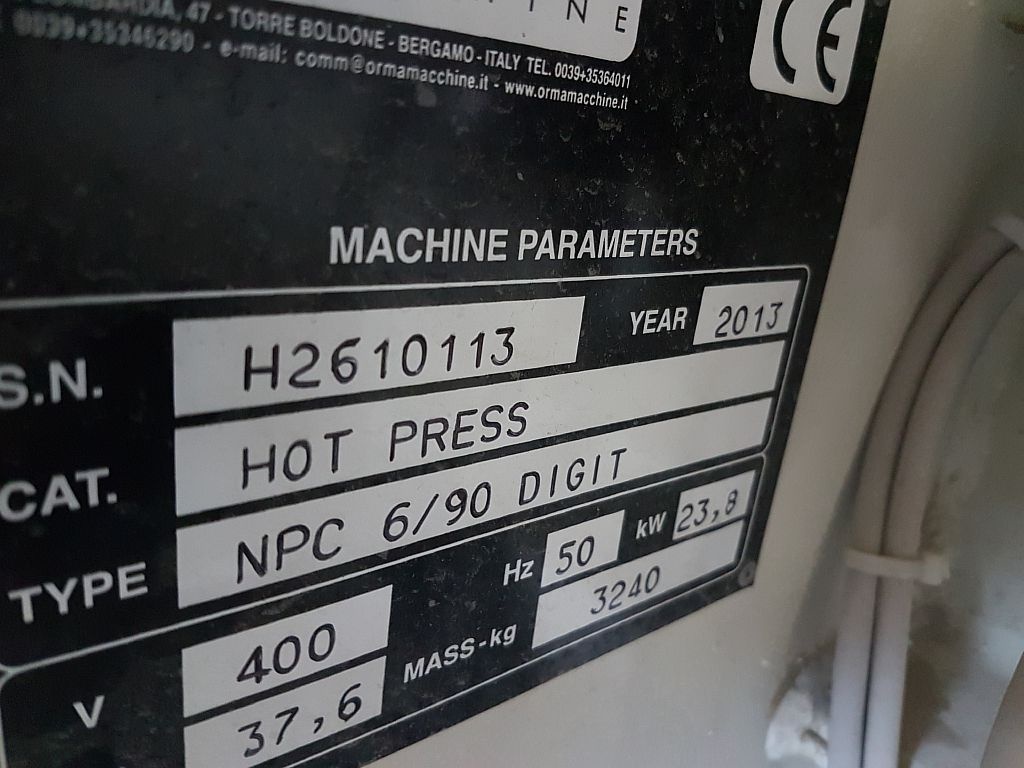 I N E
LOMBARDIA, 47 - TORRE BOLDONE - BERGAMO - ITALY TEL. 0039+35364011
0039+35346290 - e-mail: comm@ormamacchine.it - www.ormamacchine.it
CE
MACHINE PARAMETERS
S.N. H2610113 YEAR 2013
CAT. HOT PRESS
TYPE NPC 6/90 DIGIT
V 400 Hz 50 kW 23,8
37,6 MASS-kg 3240